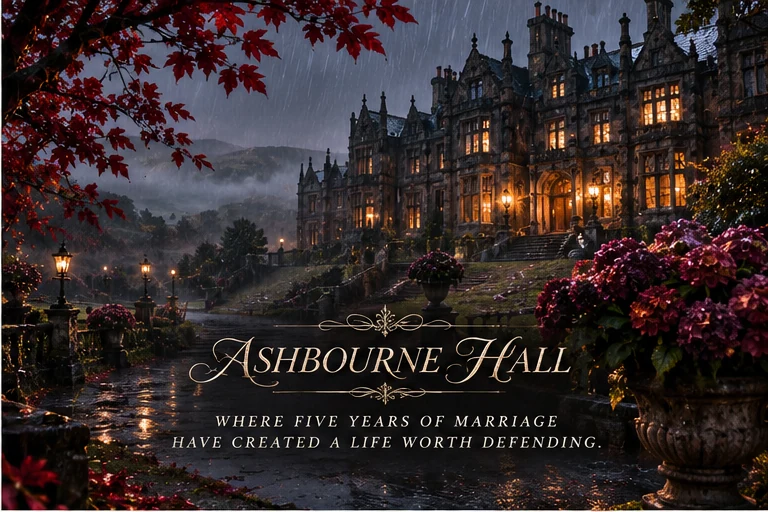 ASHBOURNE HALL
WHERE FIVE YEARS OF MARRIAGE
HAVE CREATED A LIFE WORTH DEFENDING.